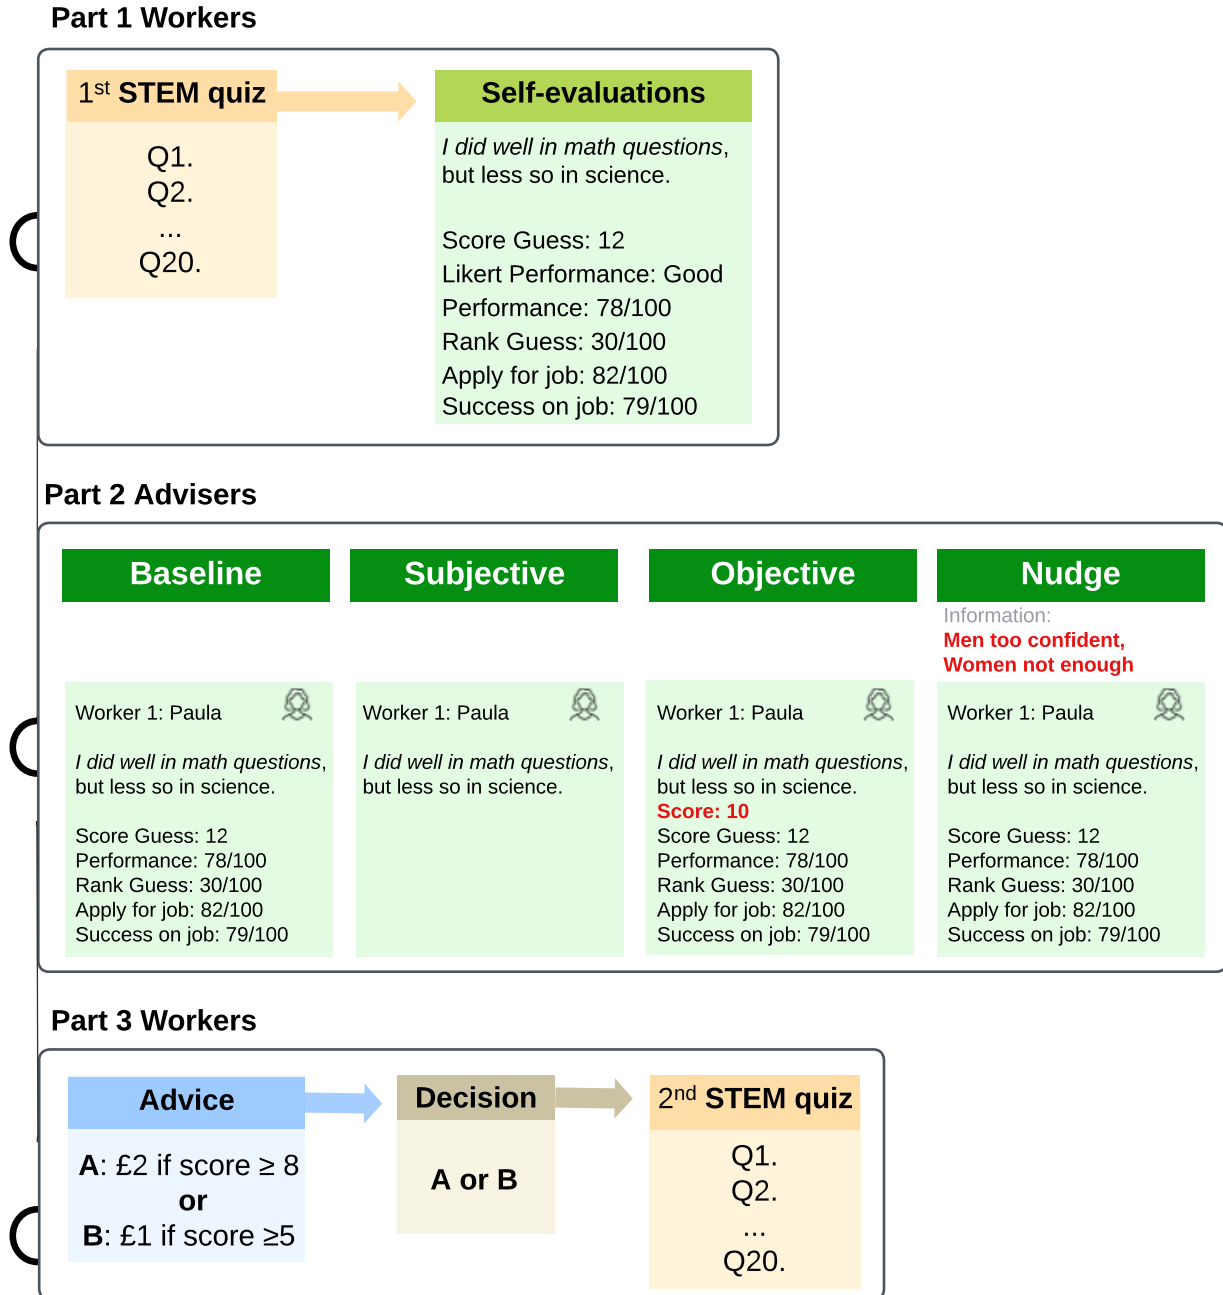 Part 1 Workers
1st STEM quiz
Q1.
Q2.
...
Q20.
Self-evaluations
I did well in math questions,
but less so in science.
Score Guess: 12
Likert Performance: Good
Performance: 78/100
Rank Guess: 30/100
Apply for job: 82/100
Success on job: 79/100
Part 2 Advisers
Baseline
Worker 1: Paula
I did well in math questions,
but less so in science.
Score Guess: 12
Performance: 78/100
Rank Guess: 30/100
Apply for job: 82/100
Success on job: 79/100
Subjective
Worker 1: Paula
I did well in math questions,
but less so in science.
Objective
Worker 1: Paula
I did well in math questions,
but less so in science.
Score: 10
Score Guess: 12
Performance: 78/100
Rank Guess: 30/100
Apply for job: 82/100
Success on job: 79/100
Nudge
Information:
Men too confident,
Women not enough
Worker 1: Paula
I did well in math questions,
but less so in science.
Score Guess: 12
Performance: 78/100
Rank Guess: 30/100
Apply for job: 82/100
Success on job: 79/100
Part 3 Workers
Advice
A: £2 if score ≥ 8
or
B: £1 if score ≥5
Decision
A or B
2nd STEM quiz
Q1.
Q2.
...
Q20.